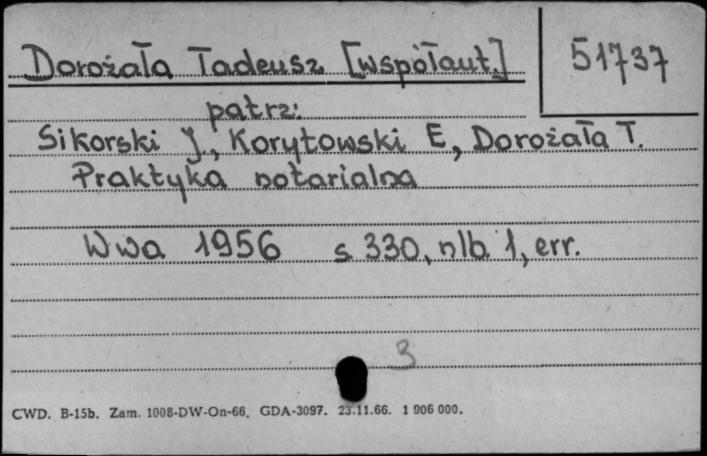 Dorożała Tadeusz [współaut.]
51737
patrz:
Sikorski J., Korytowski E, Dorożała T.
Praktyka notarialna
Wwa 1956 s 330, nlb. 1, err.
3
CWD. B-15b. Zam. 1008-DW-On-66. GDA-3097. 23.11.66. 1 906 000.